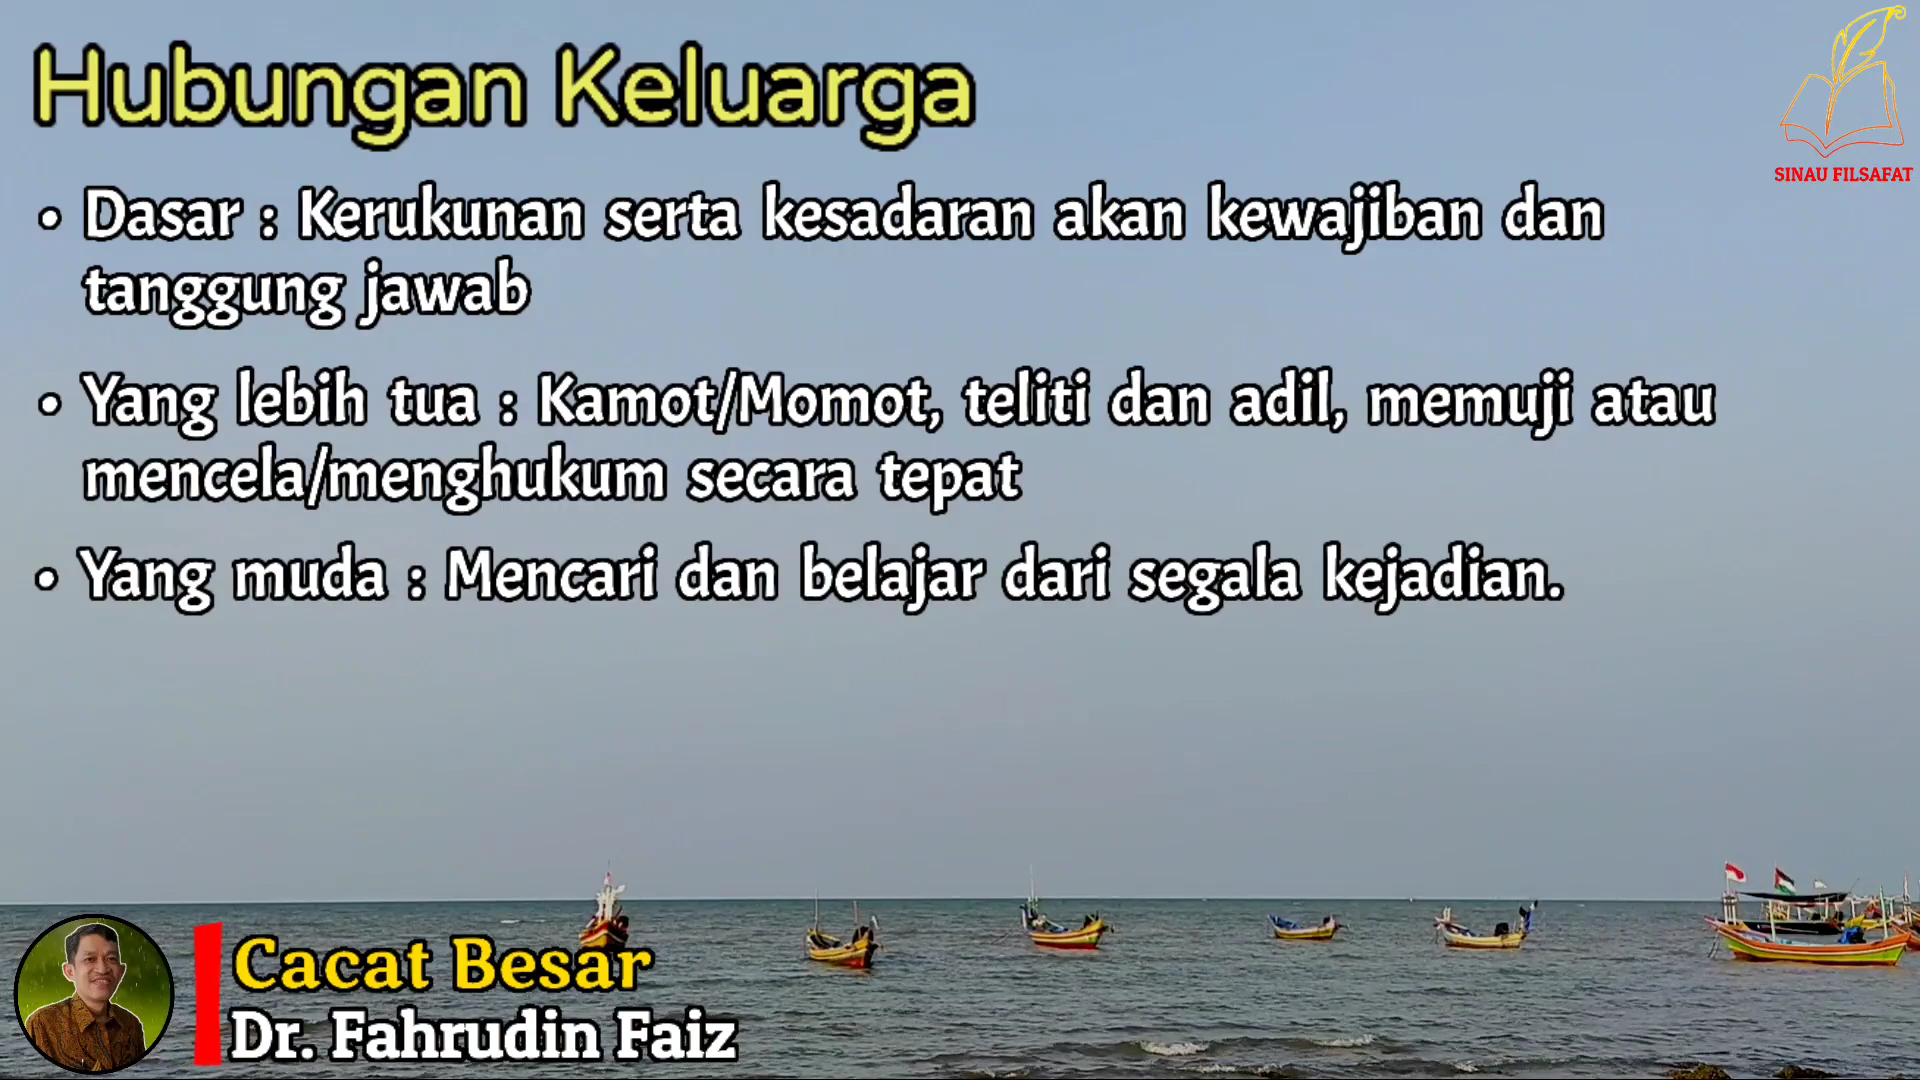 Hubungan Keluarga
SINAU FILSAFAT
• Dasar : Kerukunan serta kesadaran akan kewajiban dan
tanggung jawab
• Yang lebih tua : Kamot/Momot, teliti dan adil, memuji atau
mencela/menghukum secara tepat
• Yang muda : Mencari dan belajar dari segala kejadian.
Cacat Besar
Dr. Fahrudin Faiz